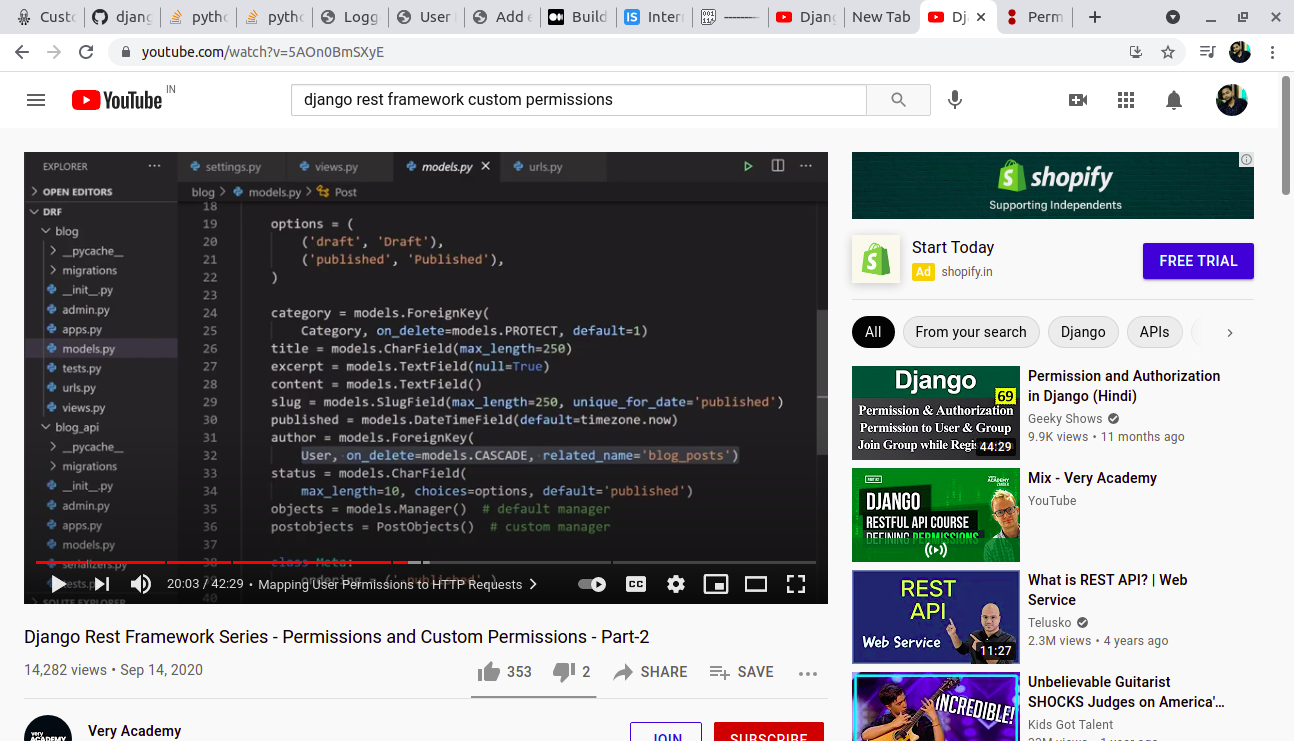 Custo
djang
pytho
pytho
Logg
User
Add e
Build
Inter
--------
Djang
New Tab
Dj
Perm
youtube.com/watch?v=5AOn0BmSXyE
YouTube IN
django rest framework custom permissions
EXPLORER
settings.py
views.py
models.py
urls.py
OPEN EDITORS
blog > models.py > Post
DRF
blog
__pycache__
migrations
__init__.py
admin.py
apps.py
models.py
tests.py
urls.py
views.py
blog_api
__pycache__
migrations
__init__.py
admin.py
apps.py
models.py
serializers.py
tests.py
SQLITE EXPLORER
18
19 options = (
20 ('draft', 'Draft'),
21 ('published', 'Published'),
22 )
23
24 category = models.ForeignKey(
25 Category, on_delete=models.PROTECT, default=1)
26 title = models.CharField(max_length=250)
27 excerpt = models.TextField(null=True)
28 content = models.TextField()
29 slug = models.SlugField(max_length=250, unique_for_date='published')
30 published = models.DateTimeField(default=timezone.now)
31 author = models.ForeignKey(
32 User, on_delete=models.CASCADE, related_name='blog_posts')
33 status = models.CharField(
34 max_length=10, choices=options, default='published')
35 objects = models.Manager() # default manager
36 postobjects = PostObjects() # custom manager
37
38 class Meta:
40
20:03 / 42:29 • Mapping User Permissions to HTTP Requests >
CC
Django Rest Framework Series - Permissions and Custom Permissions - Part-2
14,282 views • Sep 14, 2020
353
2
SHARE
SAVE
very
ACADEMY
Very Academy
JOIN
SUBSCRIBE
shopify
Supporting Independents
Start Today
Ad shopify.in
FREE TRIAL
All
From your search
Django
APIs
Django
69
Permission & Authorization
Permission to User & Group
Join Group while Regis
44:29
Permission and Authorization
in Django (Hindi)
Geeky Shows
9.9K views • 11 months ago
DJANGO
RESTFUL API COURSE
DEFINING PERMISSIONS
Mix - Very Academy
YouTube
REST
API
Web Service
11:27
What is REST API? | Web
Service
Telusko
2.3M views • 4 years ago
INCREDIBLE!
Unbelievable Guitarist
SHOCKS Judges on America'...
Kids Got Talent